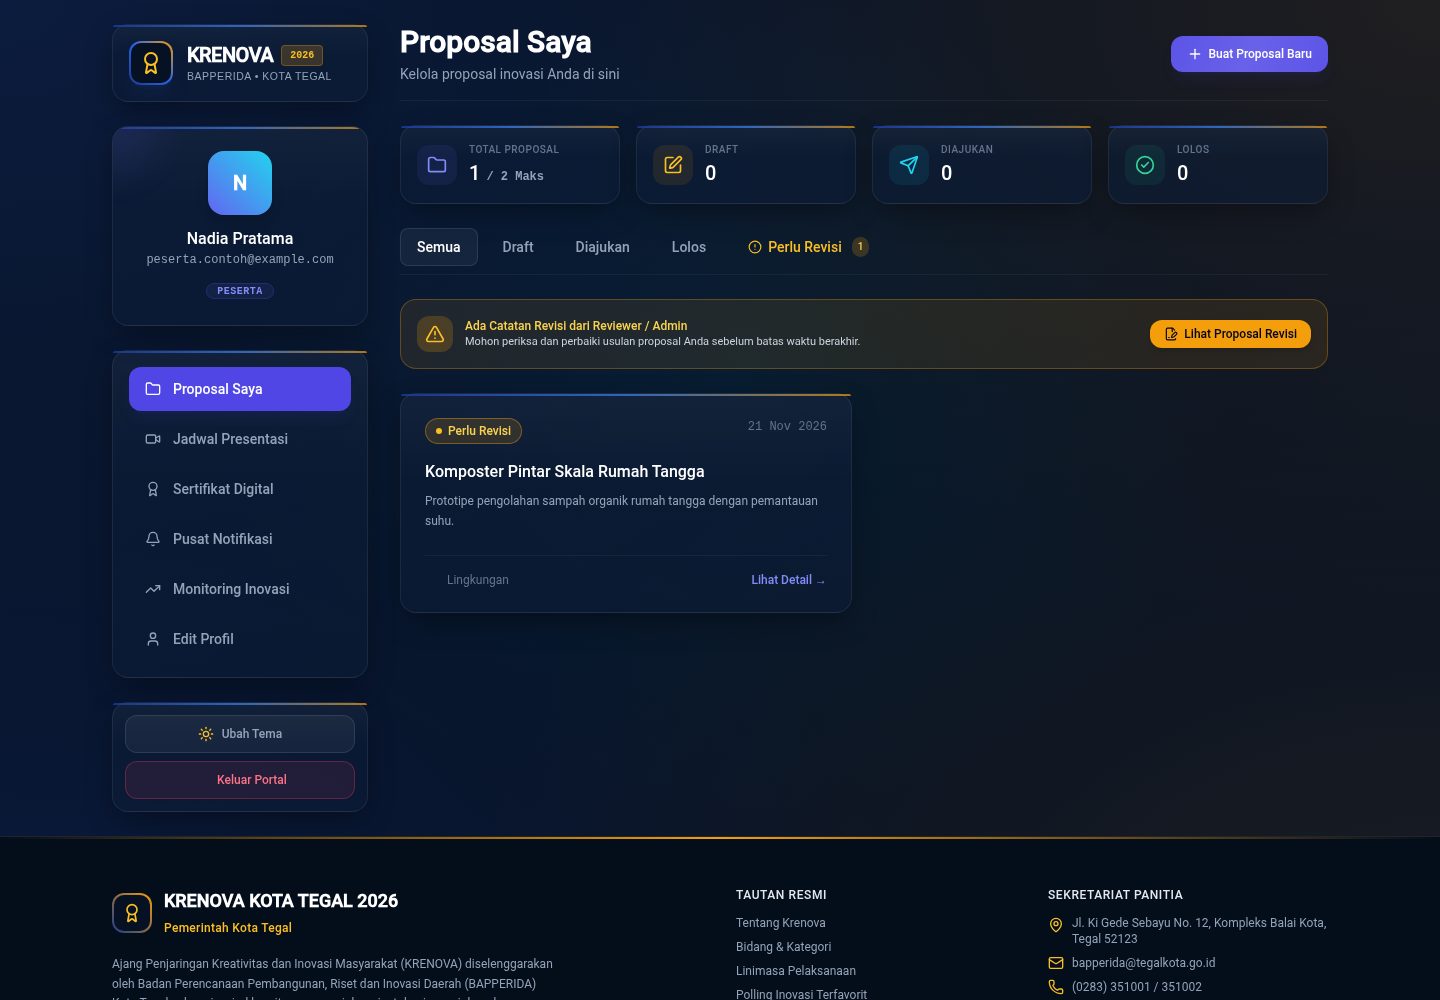 KRENOVA 2026
BAPPERIDA • KOTA TEGAL
N
Nadia Pratama
peserta.contoh@example.com
PESERTA
Proposal Saya
Jadwal Presentasi
Sertifikat Digital
Pusat Notifikasi
Monitoring Inovasi
Edit Profil
Ubah Tema
Keluar Portal
Proposal Saya
Kelola proposal inovasi Anda di sini
Buat Proposal Baru
TOTAL PROPOSAL
1 / 2 Maks
DRAFT
0
DIAJUKAN
0
LOLOS
0
Semua Draft Diajukan Lolos Perlu Revisi 1
Ada Catatan Revisi dari Reviewer / Admin
Mohon periksa dan perbaiki usulan proposal Anda sebelum batas waktu berakhir.
Lihat Proposal Revisi
Perlu Revisi
21 Nov 2026
Komposter Pintar Skala Rumah Tangga
Prototipe pengolahan sampah organik rumah tangga dengan pemantauan
suhu.
Lingkungan
Lihat Detail →
KRENOVA KOTA TEGAL 2026
Pemerintah Kota Tegal
Ajang Penjaringan Kreativitas dan Inovasi Masyarakat (KRENOVA) diselenggarakan
oleh Badan Perencanaan Pembangunan, Riset dan Inovasi Daerah (BAPPERIDA)
TAUTAN RESMI
Tentang Krenova
Bidang & Kategori
Linimasa Pelaksanaan
Polling Inovasi Terfavorit
SEKRETARIAT PANITIA
Jl. Ki Gede Sebayu No. 12, Kompleks Balai Kota,
Tegal 52123
bapperida@tegalkota.go.id
(0283) 351001 / 351002